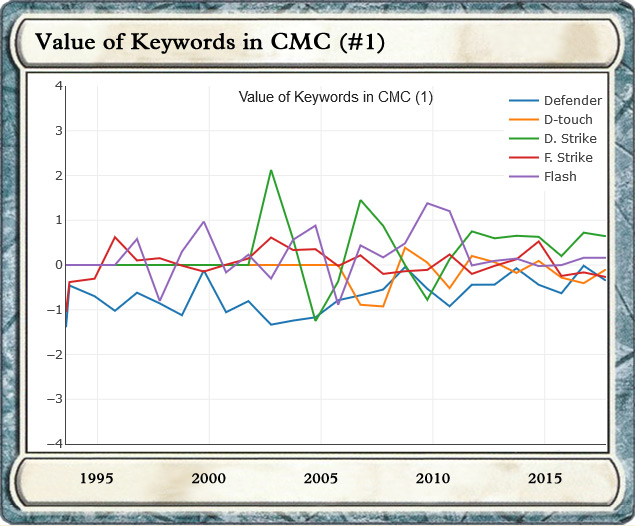 Value of Keywords in CMC (#1)
Value of Keywords in CMC (1)
Defender
D-touch
D. Strike
F. Strike
Flash
4
3
2
1
0
−1
−2
−3
−4
1995 2000 2005 2010 2015